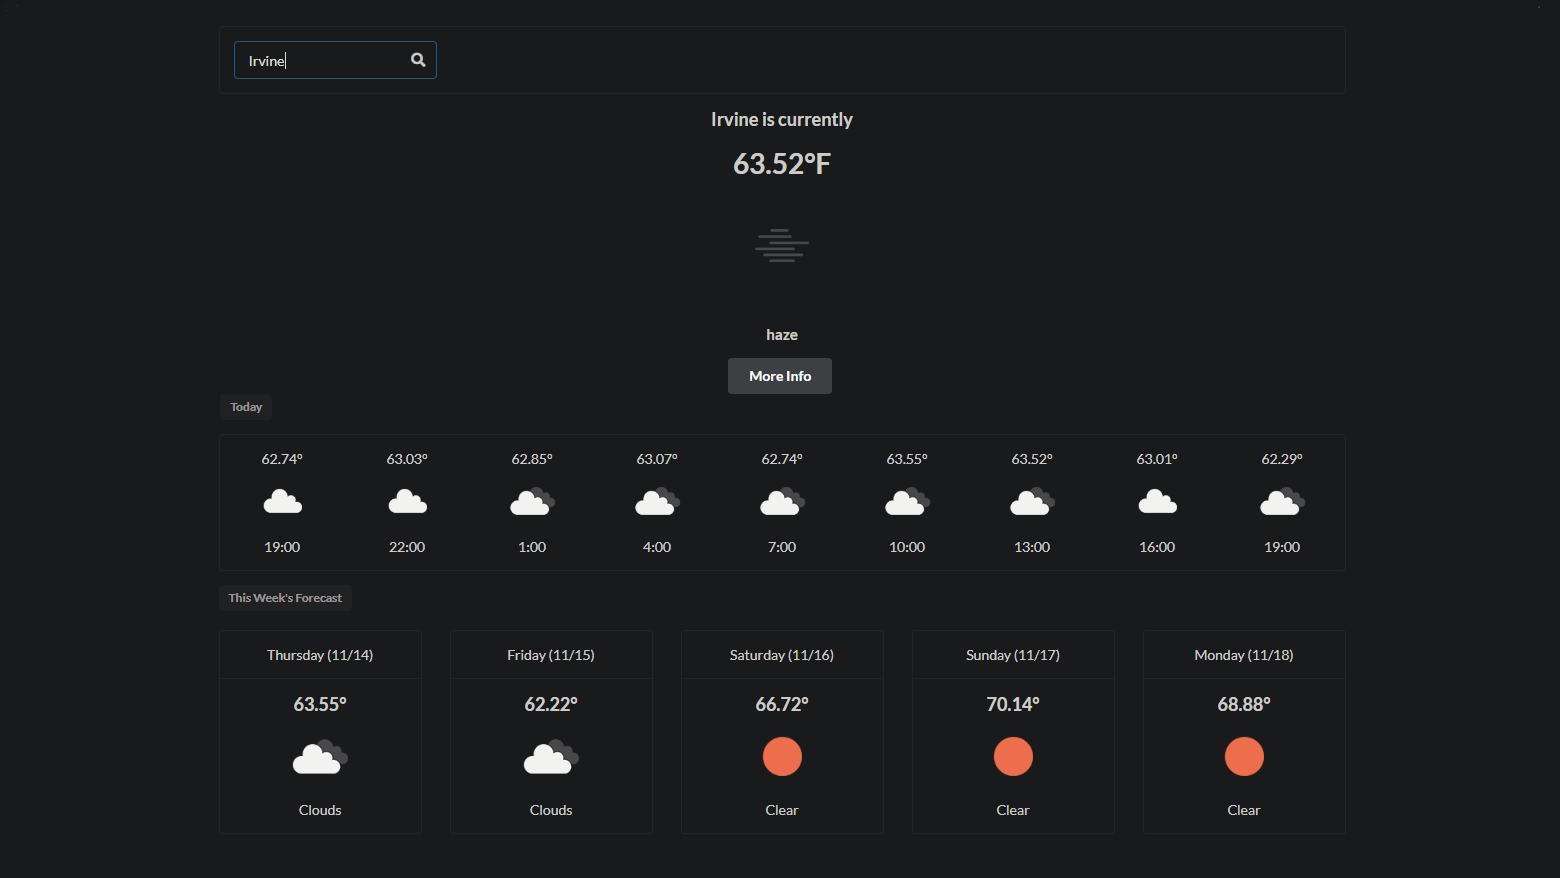 Irvine
Irvine is currently
63.52°F
haze
More Info
Today
62.74° 63.03° 62.85° 63.07° 62.74° 63.55° 63.52° 63.01° 62.29°
19:00 22:00 1:00 4:00 7:00 10:00 13:00 16:00 19:00
This Week's Forecast
Thursday (11/14) Friday (11/15) Saturday (11/16) Sunday (11/17) Monday (11/18)
63.55° 62.22° 66.72° 70.14° 68.88°
Clouds Clouds Clear Clear Clear